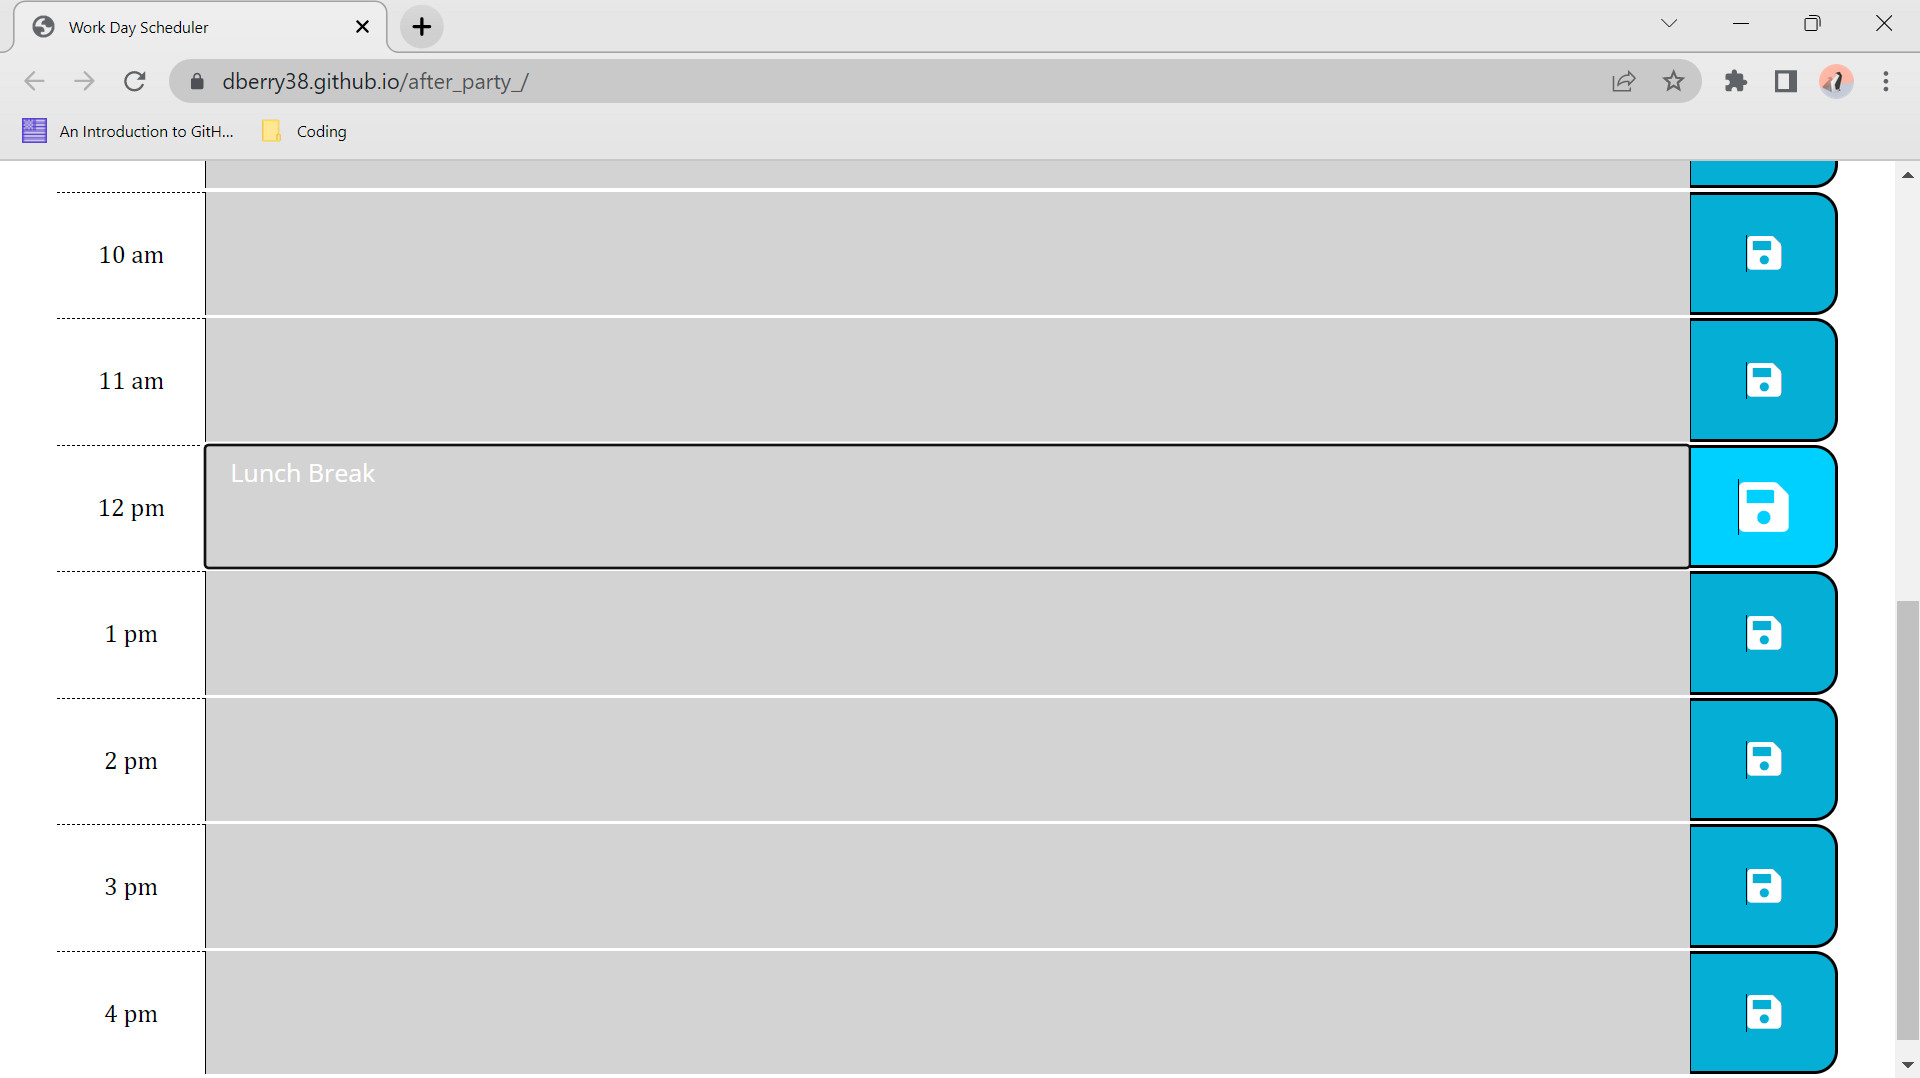 Work Day Scheduler
dberry38.github.io/after_party_/
An Introduction to GitH... Coding
10 am
11 am
Lunch Break
12 pm
1 pm
2 pm
3 pm
4 pm